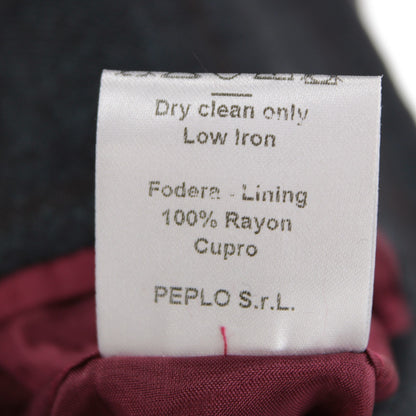 Dry clean only
Low Iron
Fodera - Lining
100% Rayon
Cupro
PEPLO S.r.L.